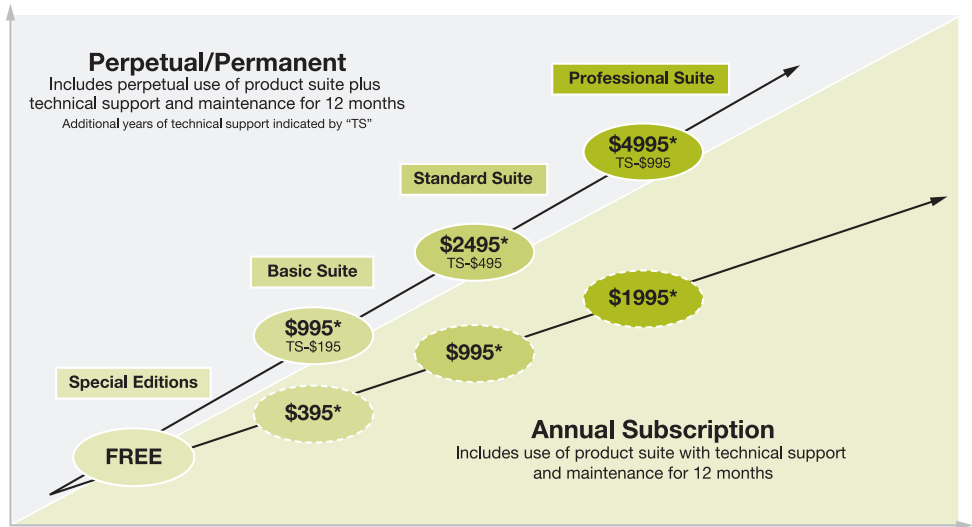 Perpetual/Permanent
Includes perpetual use of product suite plus
technical support and maintenance for 12 months
Additional years of technical support indicated by “TS”
Professional Suite
$4995*
TS-$995
Standard Suite
$2495*
TS-$495
Basic Suite
$995*
TS-$195
Special Editions
FREE
$1995*
$995*
$395*
Annual Subscription
Includes use of product suite with technical support
and maintenance for 12 months